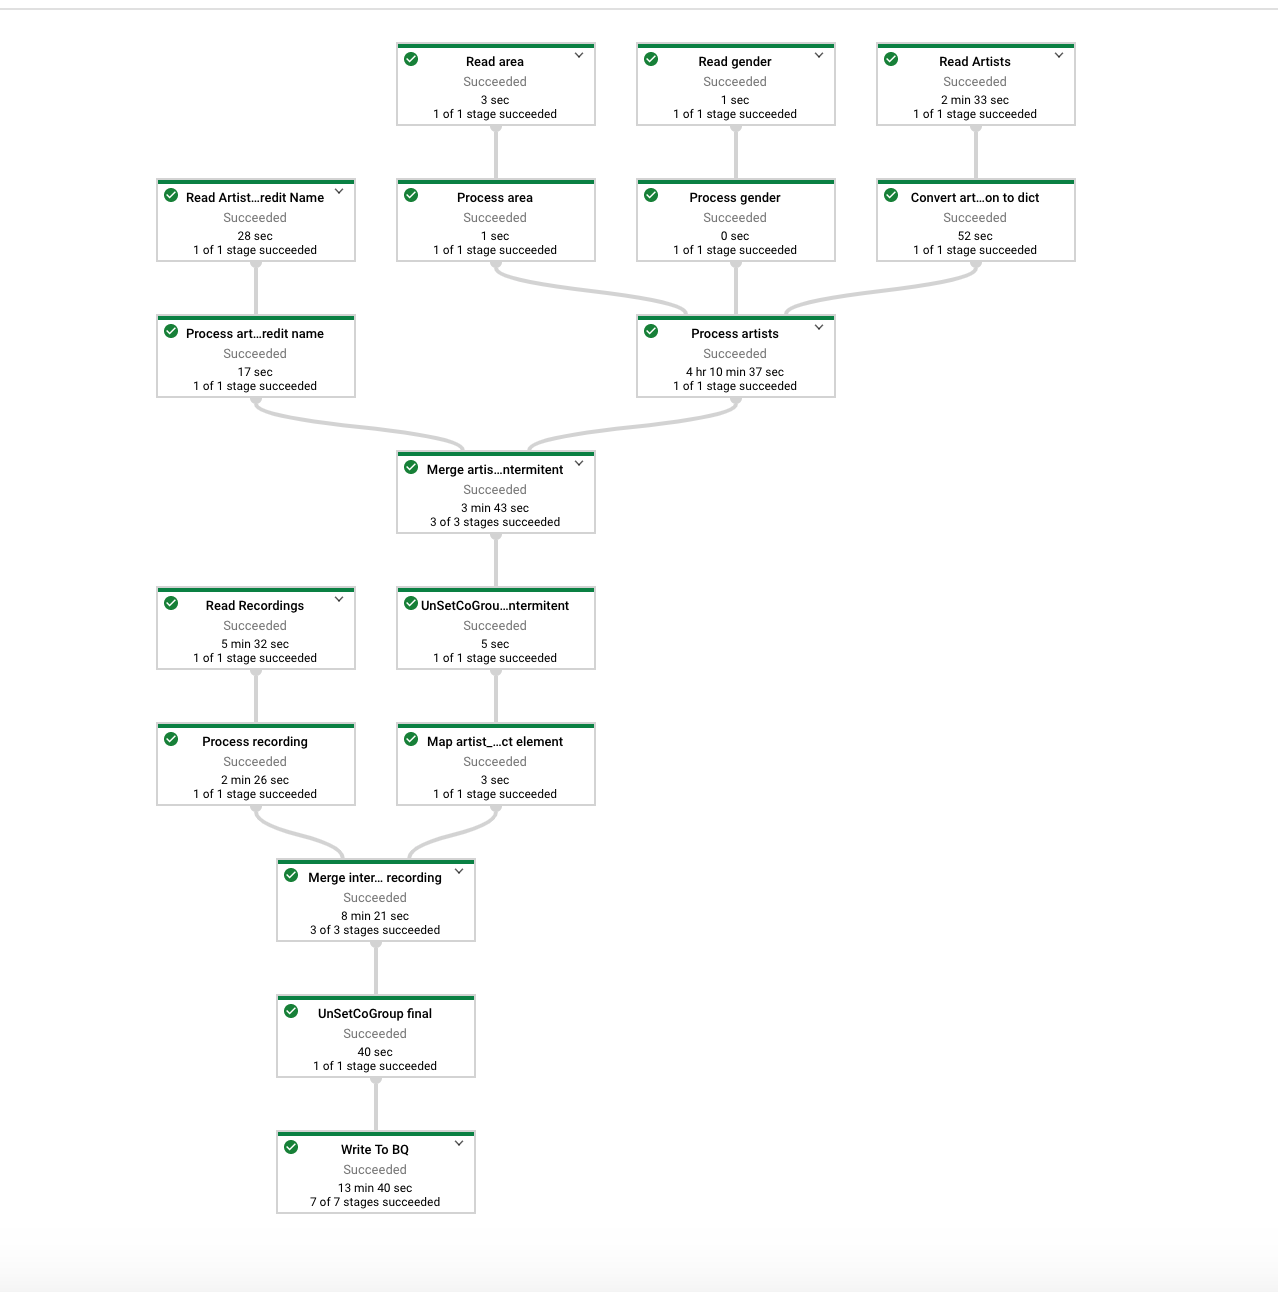 Read area
Succeeded
3 sec
1 of 1 stage succeeded
Read gender
Succeeded
1 sec
1 of 1 stage succeeded
Read Artists
Succeeded
2 min 33 sec
1 of 1 stage succeeded
Read Artist...redit Name
Succeeded
28 sec
1 of 1 stage succeeded
Process area
Succeeded
1 sec
1 of 1 stage succeeded
Process gender
Succeeded
0 sec
1 of 1 stage succeeded
Convert art...on to dict
Succeeded
52 sec
1 of 1 stage succeeded
Process art...redit name
Succeeded
17 sec
1 of 1 stage succeeded
Process artists
Succeeded
4 hr 10 min 37 sec
1 of 1 stage succeeded
Merge artis...ntermitent
Succeeded
3 min 43 sec
3 of 3 stages succeeded
Read Recordings
Succeeded
5 min 32 sec
1 of 1 stage succeeded
UnSetCoGrou...ntermitent
Succeeded
5 sec
1 of 1 stage succeeded
Process recording
Succeeded
2 min 26 sec
1 of 1 stage succeeded
Map artist_...ct element
Succeeded
3 sec
1 of 1 stage succeeded
Merge inter... recording
Succeeded
8 min 21 sec
3 of 3 stages succeeded
UnSetCoGroup final
Succeeded
40 sec
1 of 1 stage succeeded
Write To BQ
Succeeded
13 min 40 sec
7 of 7 stages succeeded